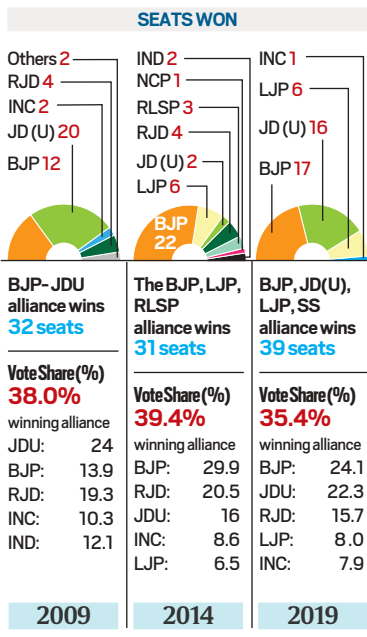 SEATS WON
Others 2
RJD 4
INC 2
JD (U) 20
BJP 12
BJP-JDU
alliance wins
32 seats
Vote Share (%)
38.0%
winning alliance
JDU: 24
BJP: 13.9
RJD: 19.3
INC: 10.3
IND: 12.1
2009
IND 2
NCP 1
RLSP 3
RJD 4
JD (U) 2
LJP 6
BJP
22
The BJP, LJP,
RLSP
alliance wins
31 seats
Vote Share (%)
39.4%
winning alliance
BJP: 29.9
RJD: 20.5
JDU: 16
INC: 8.6
LJP: 6.5
2014
INC 1
LJP 6
JD (U) 16
BJP 17
BJP, JD(U),
LJP, SS
alliance wins
39 seats
Vote Share (%)
35.4%
winning alliance
BJP: 24.1
JDU: 22.3
RJD: 15.7
LJP: 8.0
INC: 7.9
2019